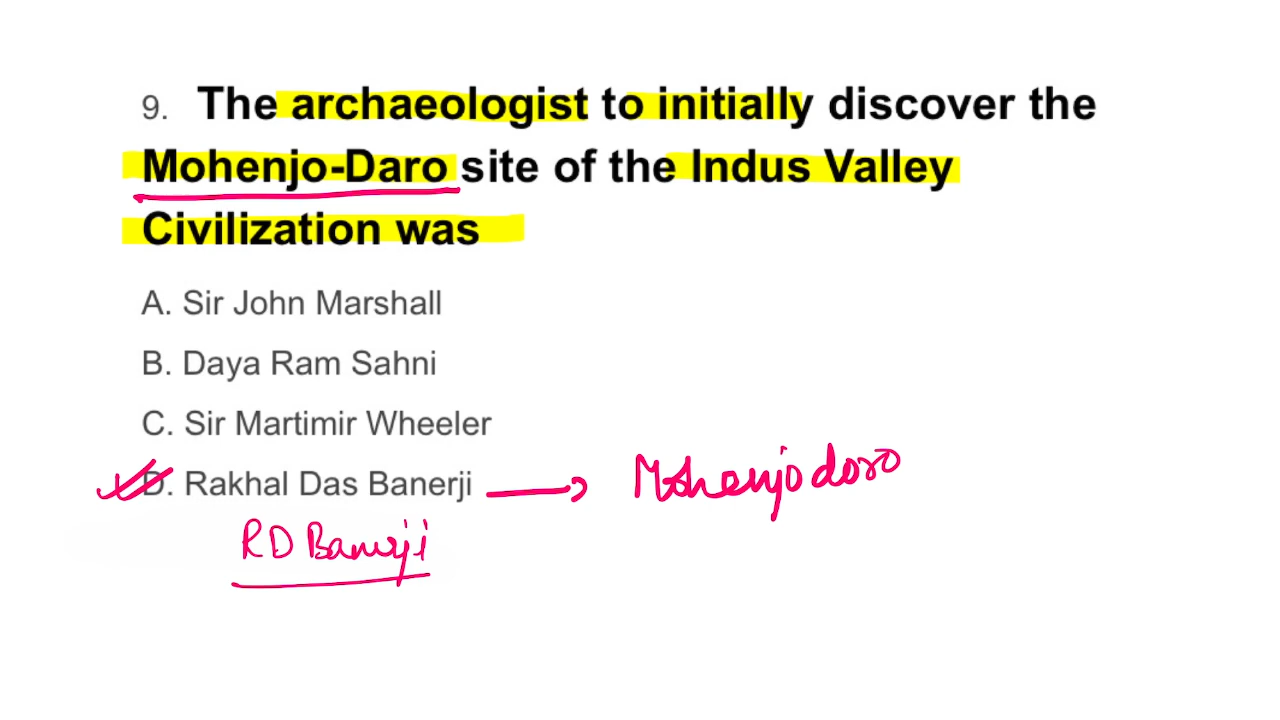 9. The archaeologist to initially discover the
Mohenjo-Daro site of the Indus Valley
Civilization was
A. Sir John Marshall
B. Daya Ram Sahni
C. Sir Martimir Wheeler
D. Rakhal Das Banerji → Mohenjodoro
RD Banerji